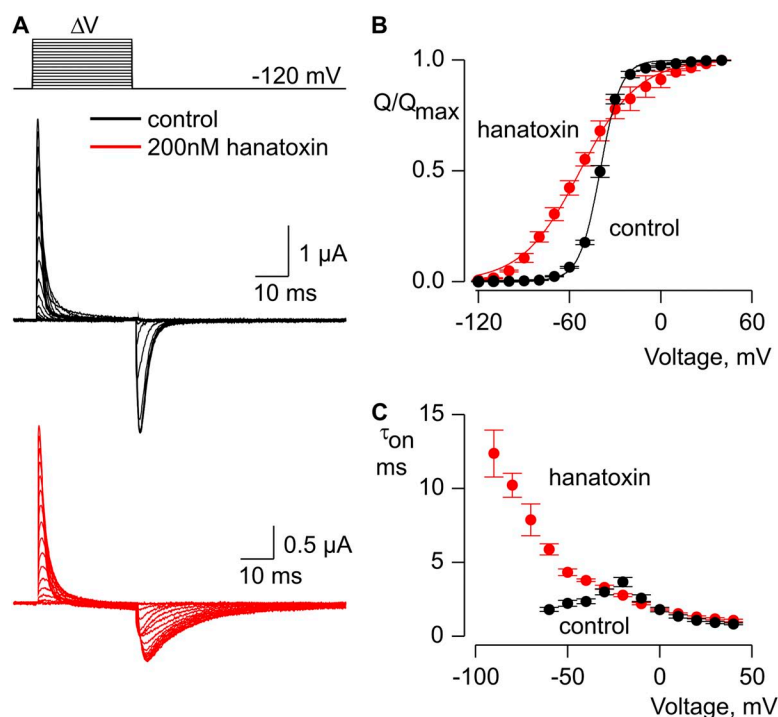 A
ΔV
-120 mV
control
200nM hanatoxin
1 µA
10 ms
0.5 µA
10 ms
B
1.0
Q/Qmax
hanatoxin
0.5
control
0.0
-120
-60
0
60
Voltage, mV
C
15
τon
ms
hanatoxin
10
5
control
0
-100
-50
0
50
Voltage, mV